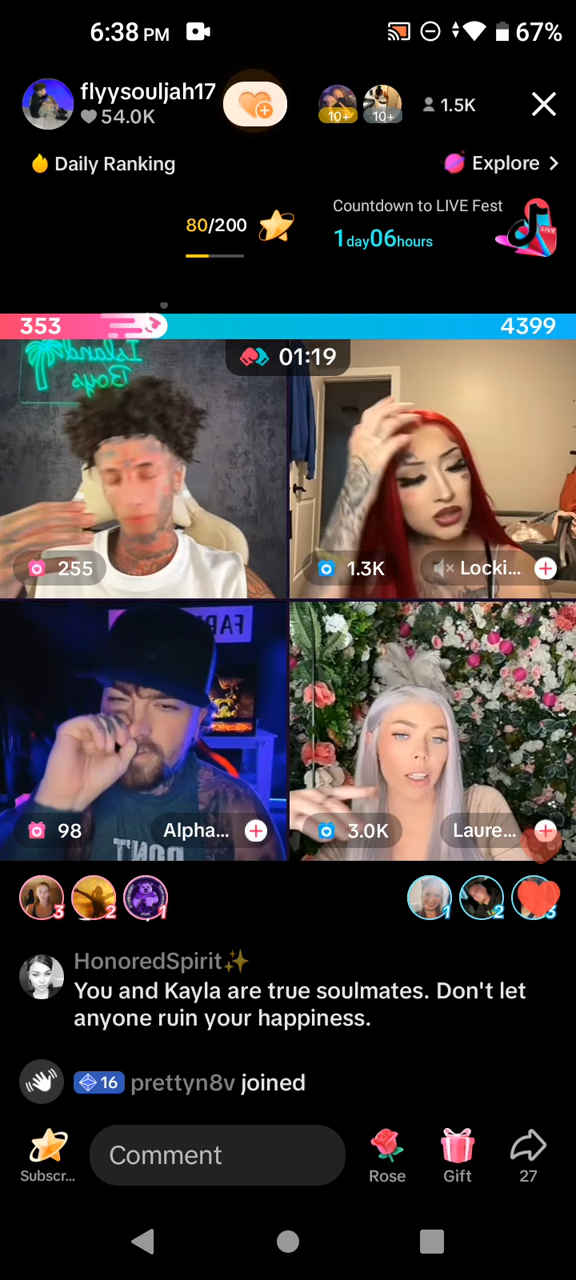 6:38 PM
67%
flyysouljah17
54.0K
10+
10+
1.5K
Daily Ranking
Explore >
80/200
Countdown to LIVE Fest
1day06hours
LIVE
353
4399
Island
Boys
01:19
255
1.3K
Locki...
FAB
98
Alpha...
DON'T
3.0K
Laure...
3
2
1
1
2
3
HonoredSpirit✨
You and Kayla are true soulmates. Don't let
anyone ruin your happiness.
16 prettyn8v joined
Subscr...
Comment
Rose
Gift
27